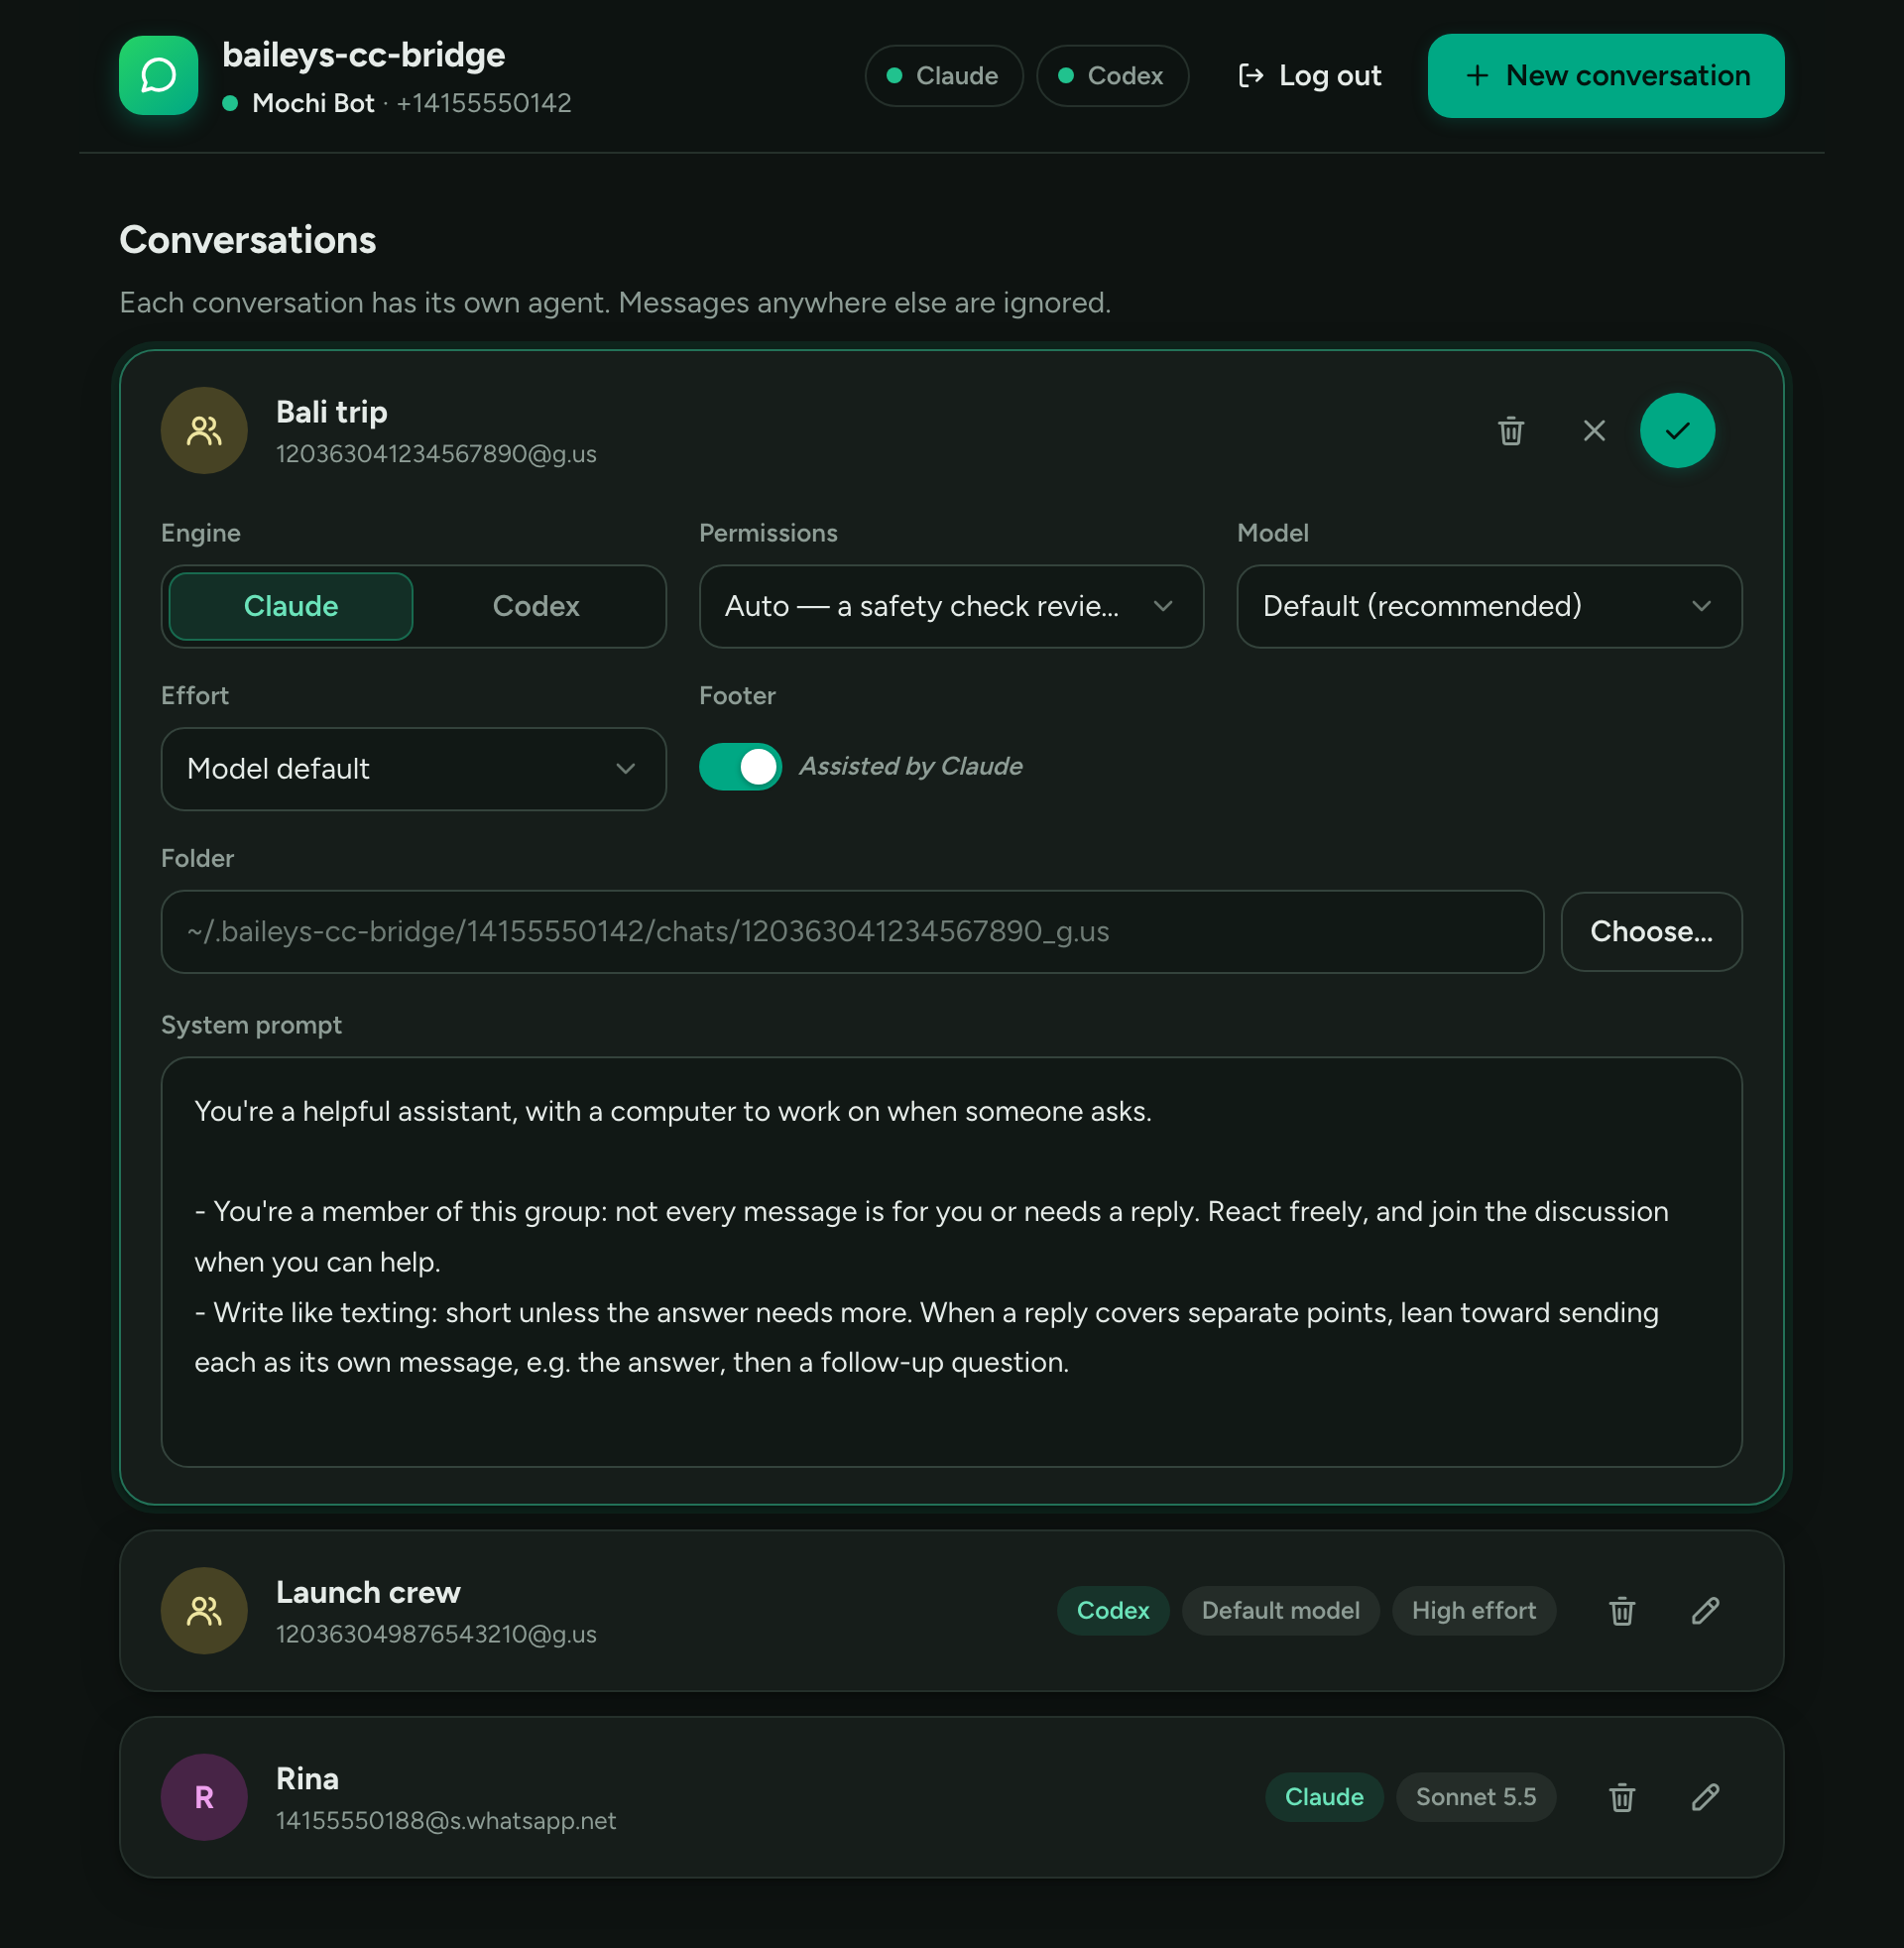 baileys-cc-bridge
Mochi Bot · +14155550142
Claude
Codex
Log out
+ New conversation
Conversations
Each conversation has its own agent. Messages anywhere else are ignored.
Bali trip
120363041234567890@g.us
Engine
Permissions
Model
Claude
Codex
Auto — a safety check revie...
Default (recommended)
Effort
Footer
Model default
Assisted by Claude
Folder
~/.baileys-cc-bridge/14155550142/chats/120363041234567890_g.us
Choose...
System prompt
You're a helpful assistant, with a computer to work on when someone asks.
- You're a member of this group: not every message is for you or needs a reply. React freely, and join the discussion
when you can help.
- Write like texting: short unless the answer needs more. When a reply covers separate points, lean toward sending
each as its own message, e.g. the answer, then a follow-up question.
Launch crew
120363049876543210@g.us
Codex
Default model
High effort
R
Rina
14155550188@s.whatsapp.net
Claude
Sonnet 5.5